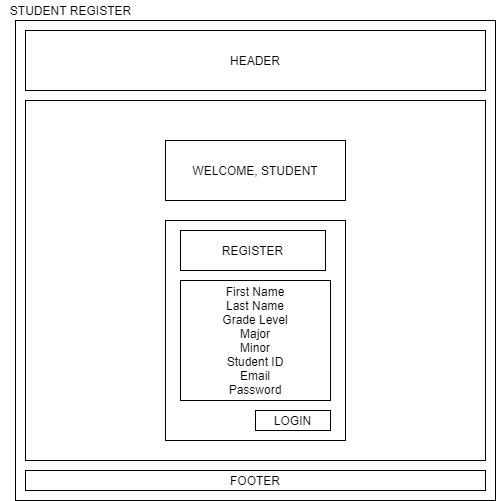 STUDENT REGISTER
HEADER
WELCOME, STUDENT
REGISTER
First Name
Last Name
Grade Level
Major
Minor
Student ID
Email
Password
LOGIN
FOOTER